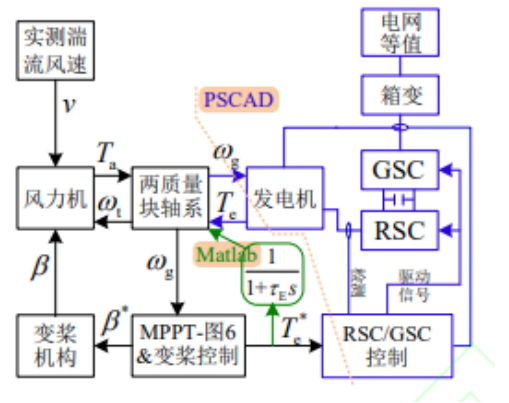 实测湍
流风速
v
电网
等值
箱变
PSCAD
GSC
RSC
T_a
ω_g
风力机
两质量
块轴系
发电机
ω_t
T_e
Matlab
1
1+τ_E s
ω_g
β
β*
T_e*
检测
驱动
信号
变桨
机构
MPPT-图6
&变桨控制
RSC/GSC
控制